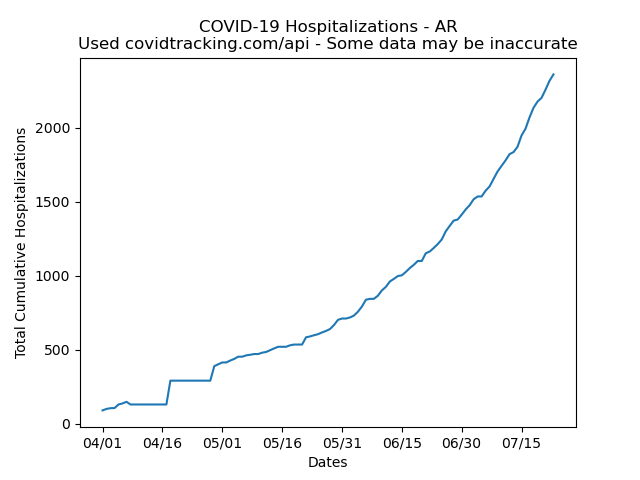 COVID-19 Hospitalizations - AR
Used covidtracking.com/api - Some data may be inaccurate
Total Cumulative Hospitalizations
2000
1500
1000
500
0
04/01 04/16 05/01 05/16 05/31 06/15 06/30 07/15
Dates